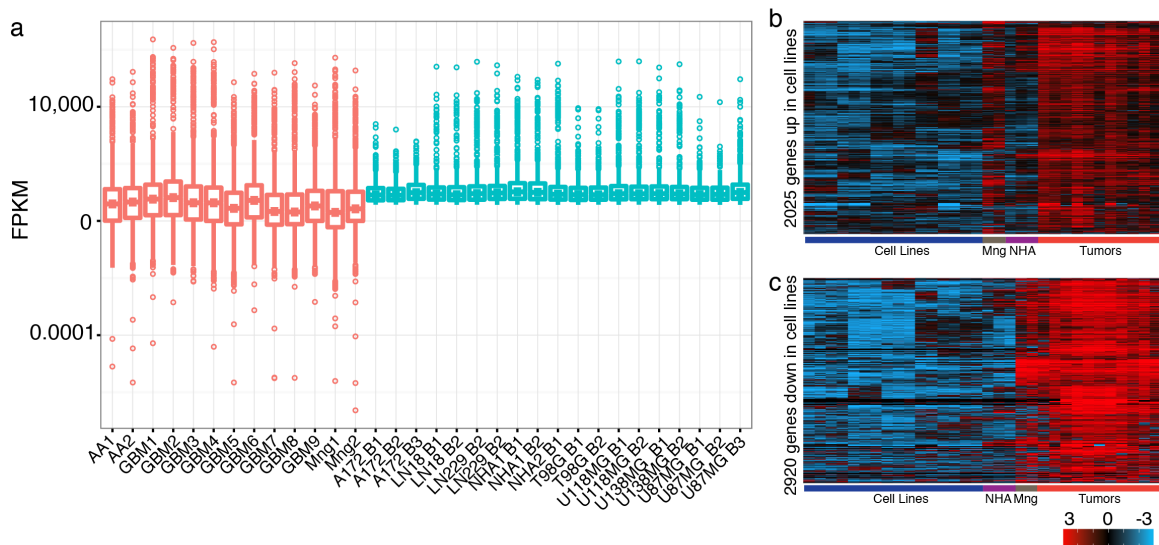 a
FPKM
10,000
0
0.0001
AA1
AA2
GBM1
GBM2
GBM3
GBM4
GBM5
GBM6
GBM7
GBM8
GBM9
Mng1
Mng2
A172 B1
A172 B2
A172 B3
LN18 B1
LN18 B2
LN229 B2
LN229 B1
NHA1 B1
NHA1 B2
NHA2 B1
T98G B1
T98G B2
U118MG B1
U118MG B2
U138MG B1
U138MG B2
U87MG B1
U87MG B2
U87MG B3
b
2025 genes up in cell lines
Cell Lines Mng NHA Tumors
c
2920 genes down in cell lines
Cell Lines NHA Mng Tumors
3 0 -3